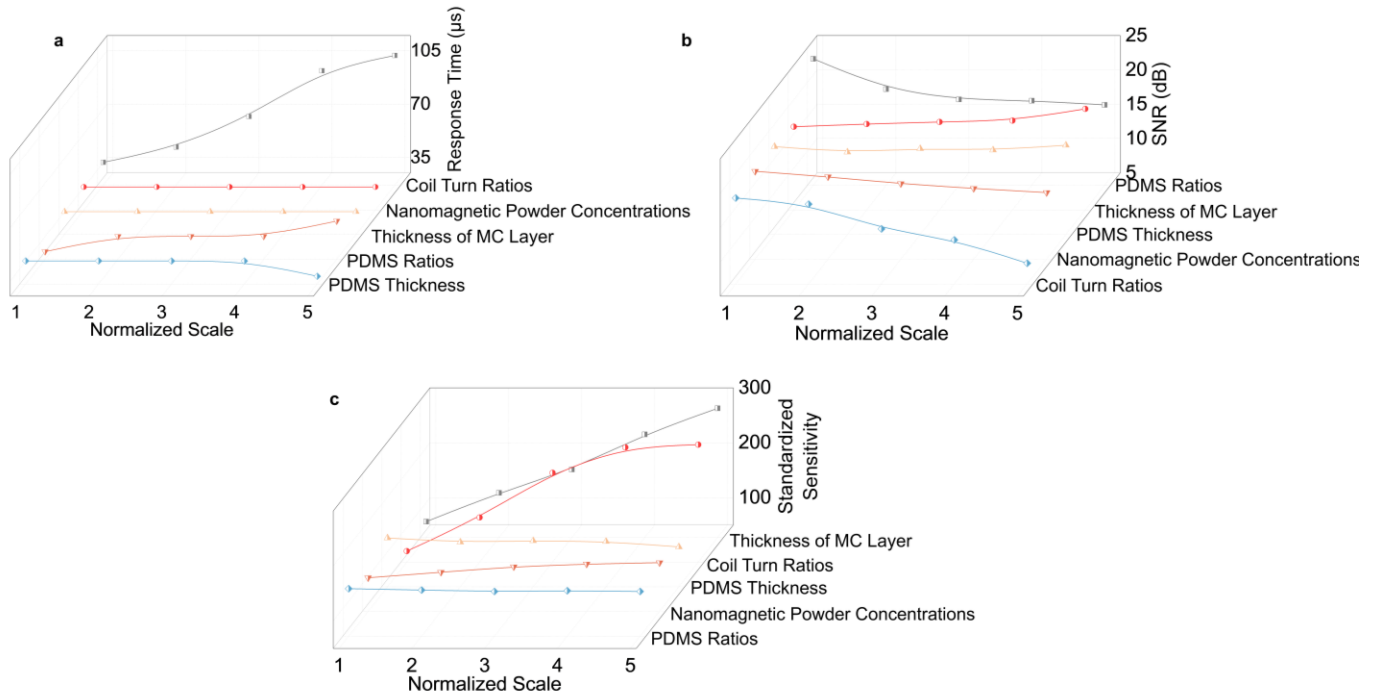 a
105
Response Time (μs)
70
35
Coil Turn Ratios
Nanomagnetic Powder Concentrations
Thickness of MC Layer
PDMS Ratios
PDMS Thickness
1 2 3 4 5
Normalized Scale
b
25
20
SNR (dB)
15
10
5
PDMS Ratios
Thickness of MC Layer
PDMS Thickness
Nanomagnetic Powder Concentrations
Coil Turn Ratios
1 2 3 4 5
Normalized Scale
c
300
Standardized
Sensitivity
200
100
Thickness of MC Layer
Coil Turn Ratios
PDMS Thickness
Nanomagnetic Powder Concentrations
PDMS Ratios
1 2 3 4 5
Normalized Scale